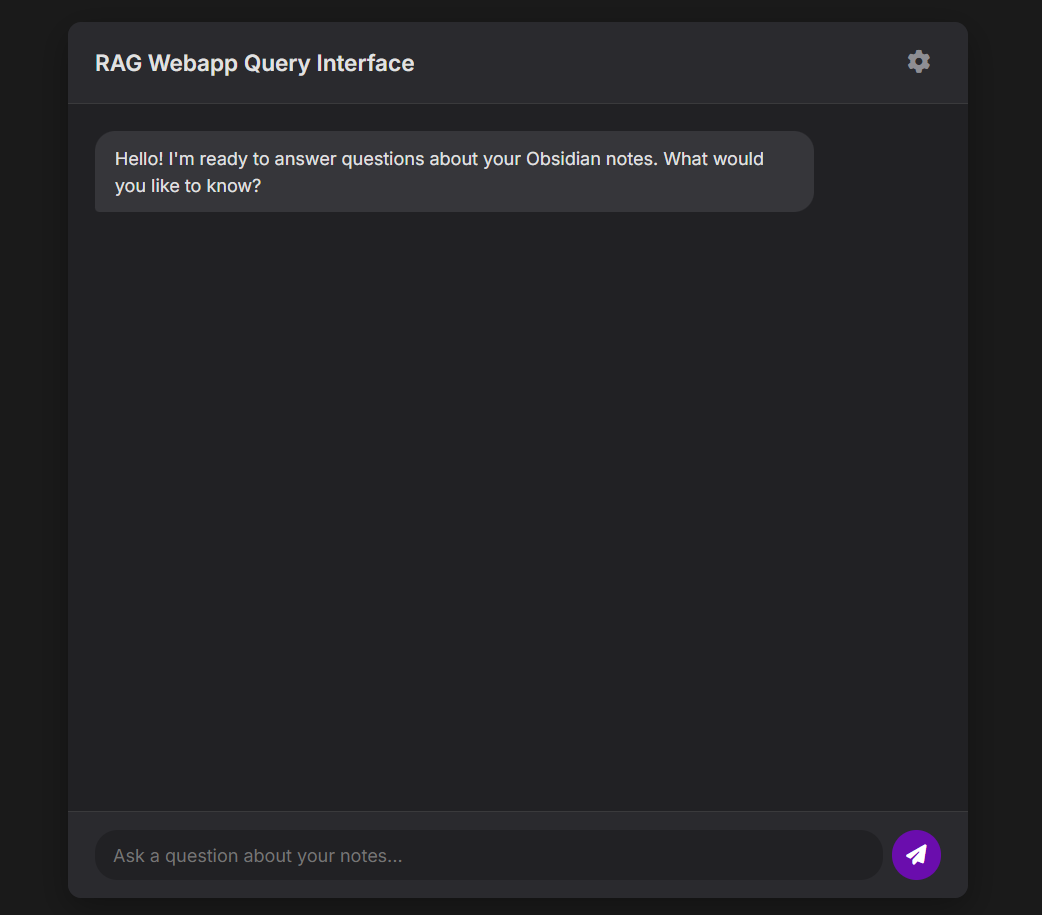 RAG Webapp Query Interface
Hello! I'm ready to answer questions about your Obsidian notes. What would
you like to know?
Ask a question about your notes...